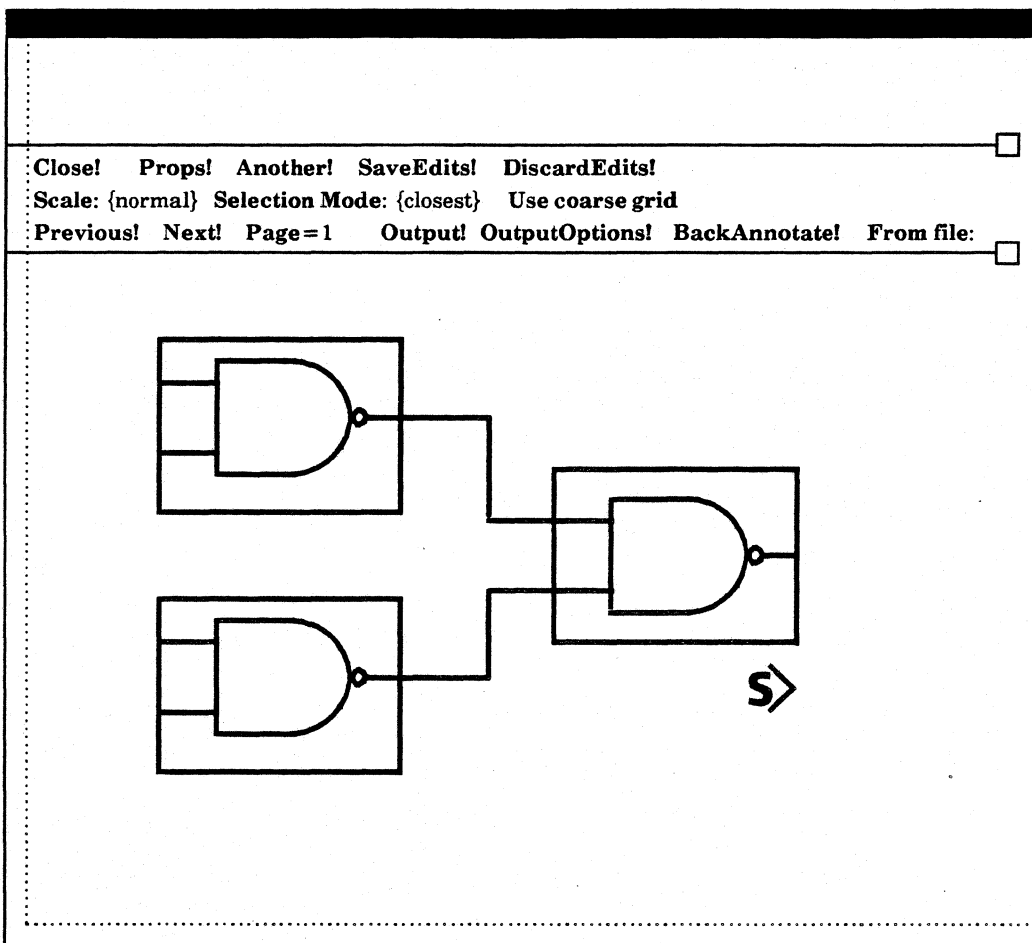 Close! Props! Another! SaveEdits! DiscardEdits!
Scale: {normal} Selection Mode: {closest} Use coarse grid
Previous! Next! Page=1 Output! OutputOptions! BackAnnotate! From file:
S>